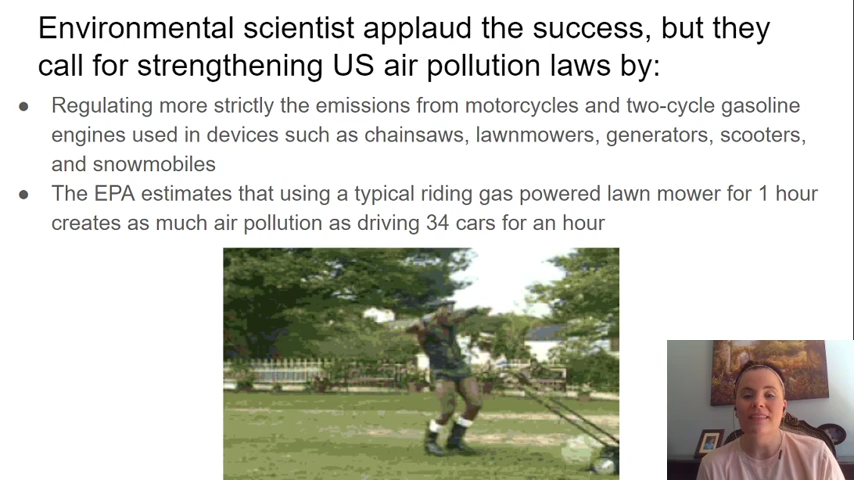 Environmental scientist applaud the success, but they
call for strengthening US air pollution laws by:
● Regulating more strictly the emissions from motorcycles and two-cycle gasoline
engines used in devices such as chainsaws, lawnmowers, generators, scooters,
and snowmobiles
● The EPA estimates that using a typical riding gas powered lawn mower for 1 hour
creates as much air pollution as driving 34 cars for an hour